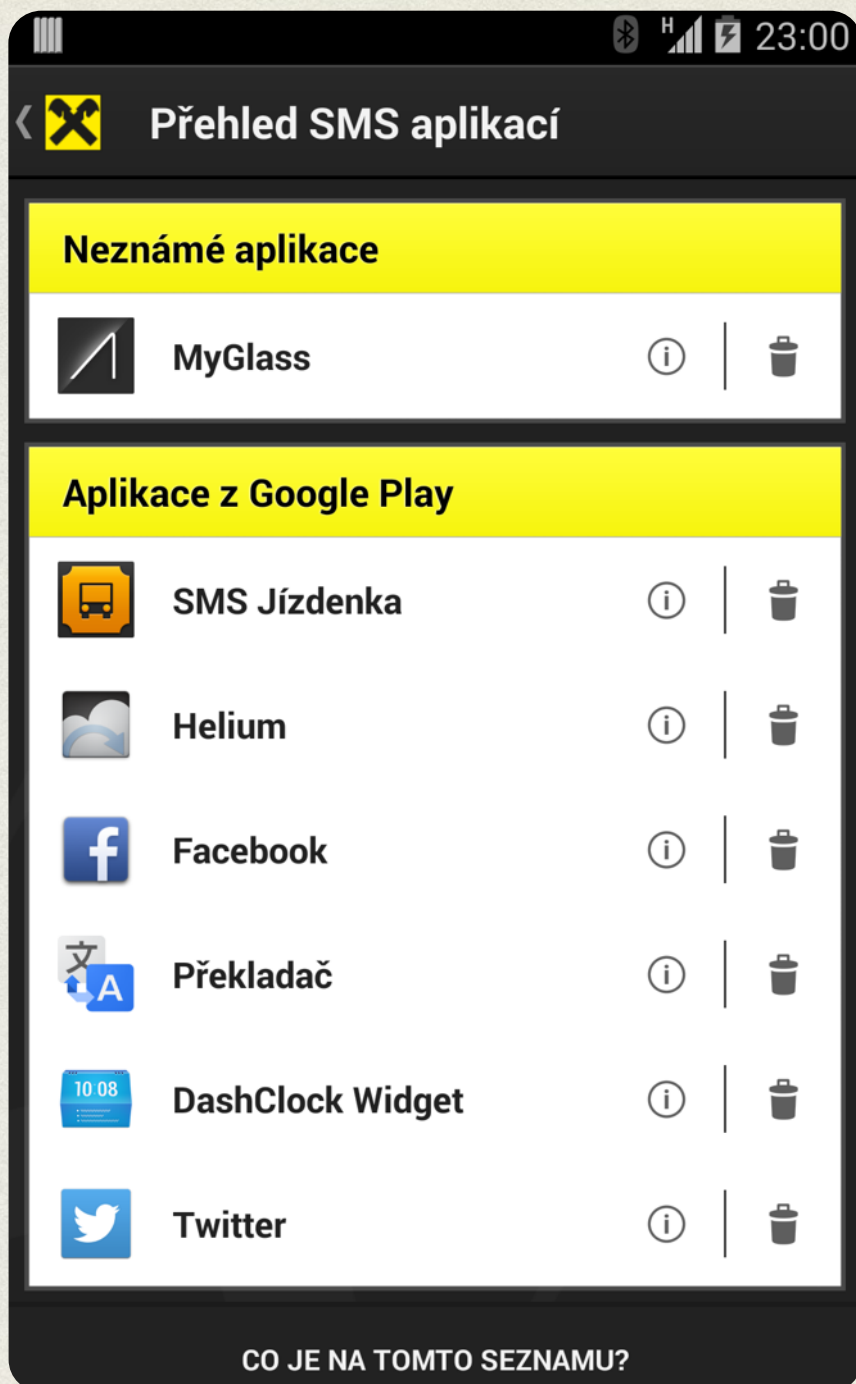 H
23:00
Přehled SMS aplikací
Neznámé aplikace
MyGlass
Aplikace z Google Play
SMS Jízdenka
Helium
f
Facebook
文
A
Překladač
10:08
DashClock Widget
Twitter
CO JE NA TOMTO SEZNAMU?